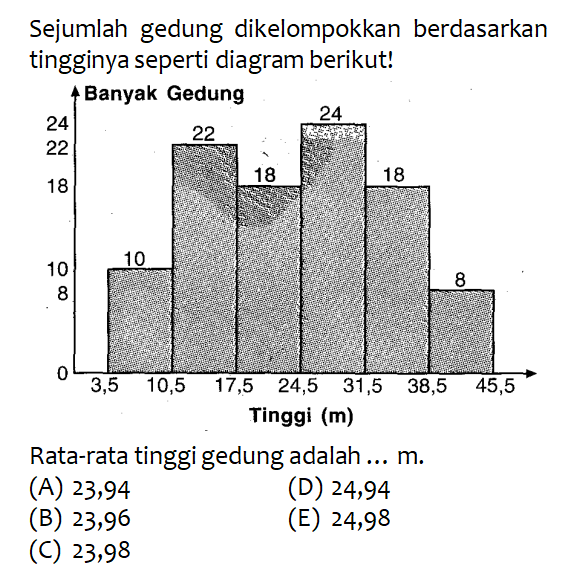 Sejumlah gedung dikelompokkan berdasarkan
tingginya seperti diagram berikut!
Banyak Gedung
24
22
18
10
8
0
10
22
18
24
18
8
3,5 10,5 17,5 24,5 31,5 38,5 45,5
Tinggi (m)
Rata-rata tinggi gedung adalah ... m.
(A) 23,94 (D) 24,94
(B) 23,96 (E) 24,98
(C) 23,98